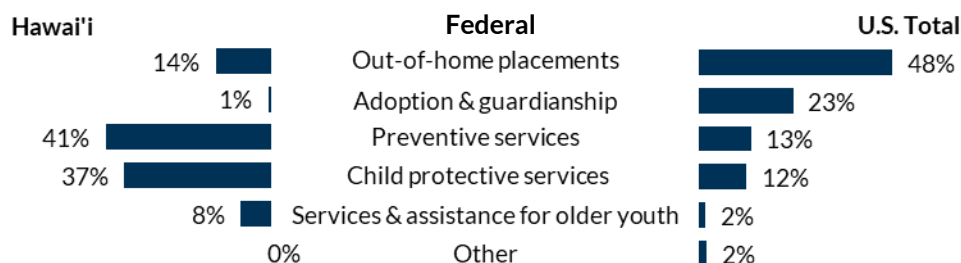 Hawai'i Federal U.S. Total
14% Out-of-home placements 48%
1% Adoption & guardianship 23%
41% Preventive services 13%
37% Child protective services 12%
8% Services & assistance for older youth 2%
0% Other 2%